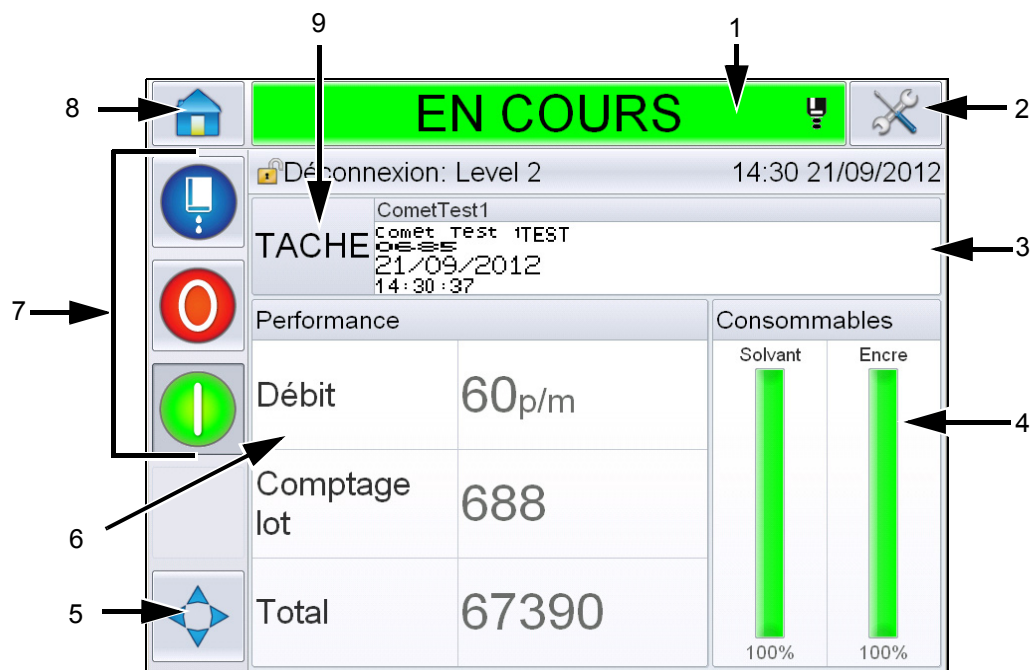 9
1
8
EN COURS
2
Déconnexion: Level 2 14:30 21/09/2012
CometTest1
TACHE
Comet Test 1TEST
21/09/2012
14:30:37
3
7
Performance
Consommables
Solvant Encre
Débit 60p/m
4
Comptage lot 688
6
5
Total 67390
100% 100%